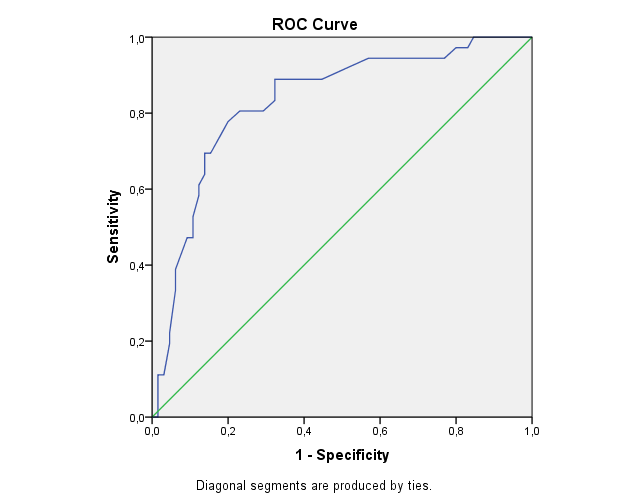 ROC Curve
1,0
0,8
0,6
0,4
0,2
0,0
Sensitivity
0,0 0,2 0,4 0,6 0,8 1,0
1 - Specificity
Diagonal segments are produced by ties.